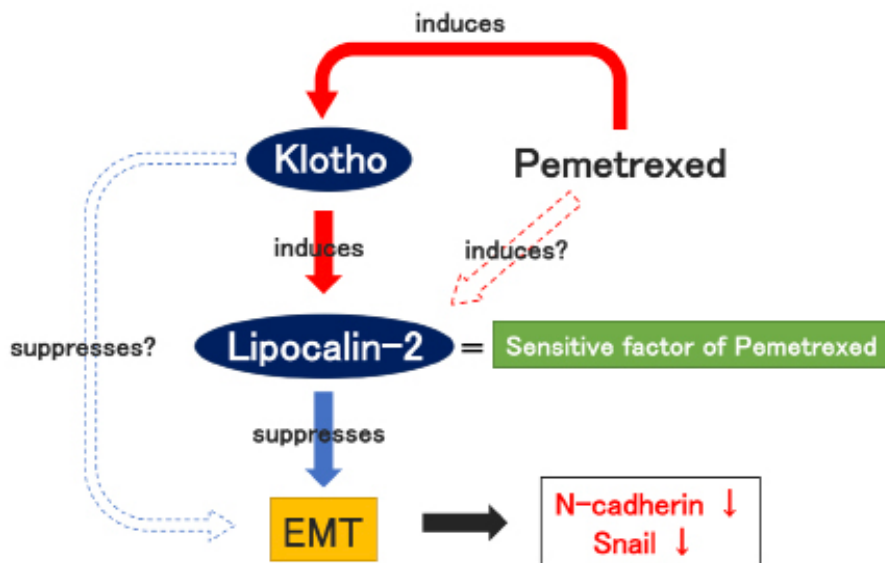 induces
Klotho
Pemetrexed
induces
induces?
suppresses?
Lipocalin-2
=
Sensitive factor of Pemetrexed
suppresses
EMT
N-cadherin ↓
Snail ↓